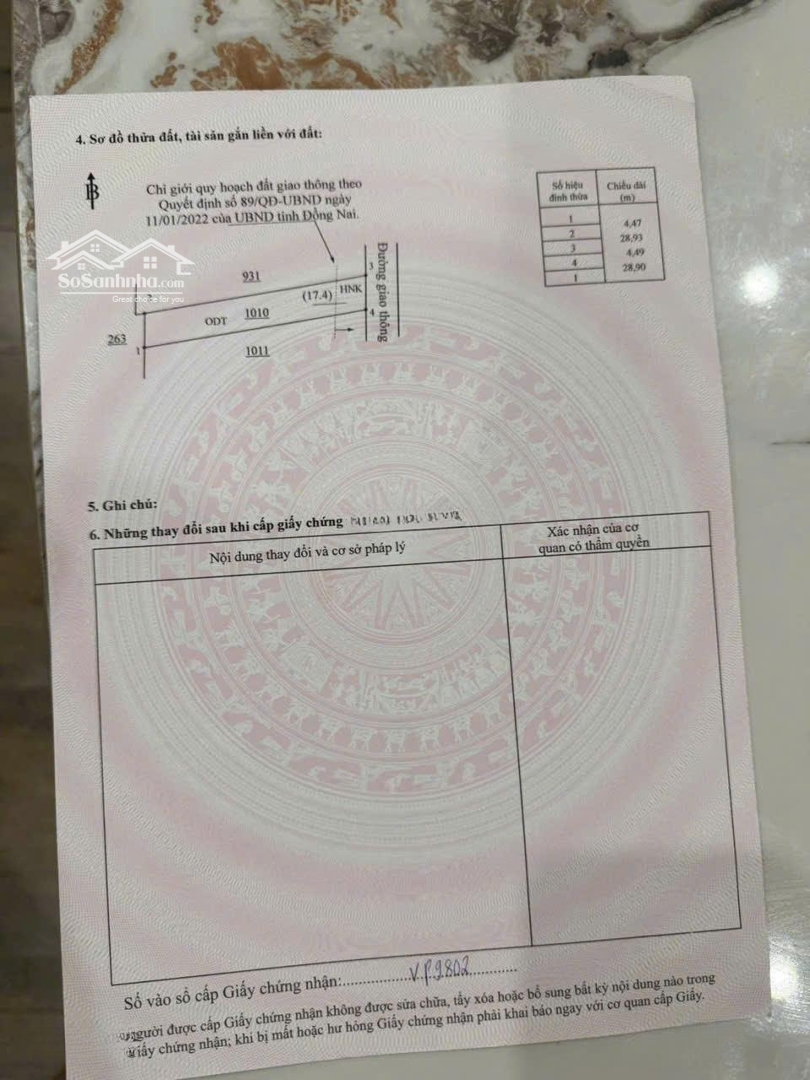 4. Sơ đồ thửa đất, tài sản gắn liền với đất:
B
Chỉ giới quy hoạch đất giao thông theo
Quyết định số 89/QĐ-UBND ngày
11/01/2022 của UBND tỉnh Đồng Nai.
Số hiệu đỉnh thửa
Chiều dài (m)
1
4,47
2
28,93
3
4,49
4
28,90
1
SoSanhnha.com
Great choice for you
931
3
HNK
(17.4)
Đường giao thông
ODT
1010
4
263
1
1011
5. Ghi chú:
6. Những thay đổi sau khi cấp giấy chứng
Nội dung thay đổi và cơ sở pháp lý
Xác nhận của cơ
quan có thẩm quyền
Số vào sổ cấp Giấy chứng nhận:..................VP9802............
người được cấp Giấy chứng nhận không được sửa chữa, tẩy xóa hoặc bổ sung bất kỳ nội dung nào trong
Giấy chứng nhận; khi bị mất hoặc hư hỏng Giấy chứng nhận phải khai báo ngay với cơ quan cấp Giấy.